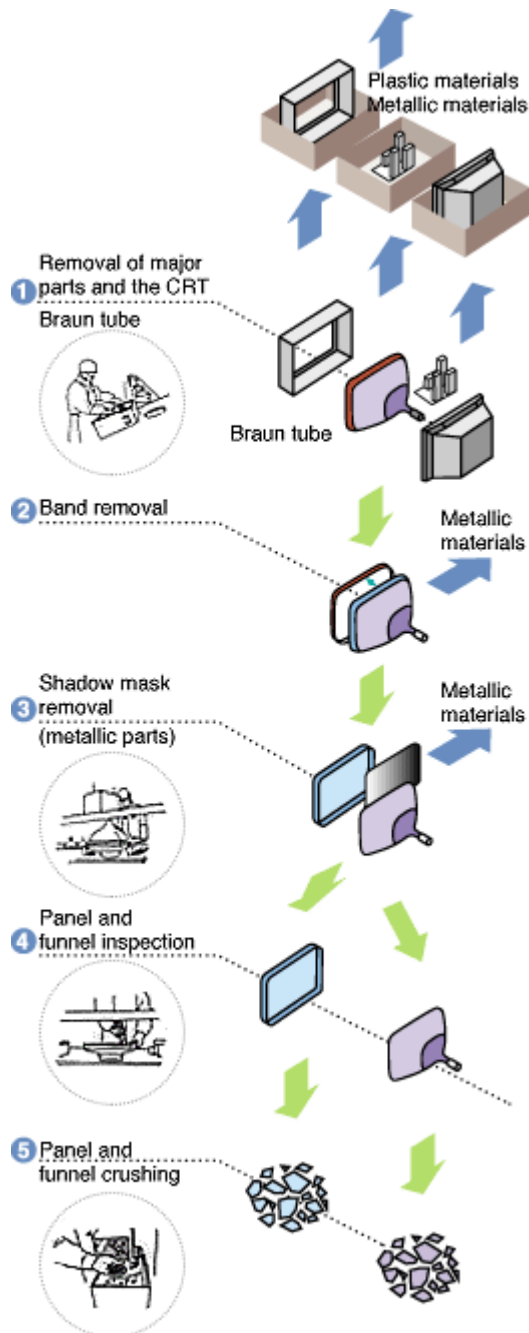 Plastic materials
Metallic materials
Removal of major
1 parts and the CRT
Braun tube
Braun tube
2 Band removal
Metallic
materials
Shadow mask
3 removal
(metallic parts)
Metallic
materials
Panel and
4 funnel inspection
5 Panel and
funnel crushing